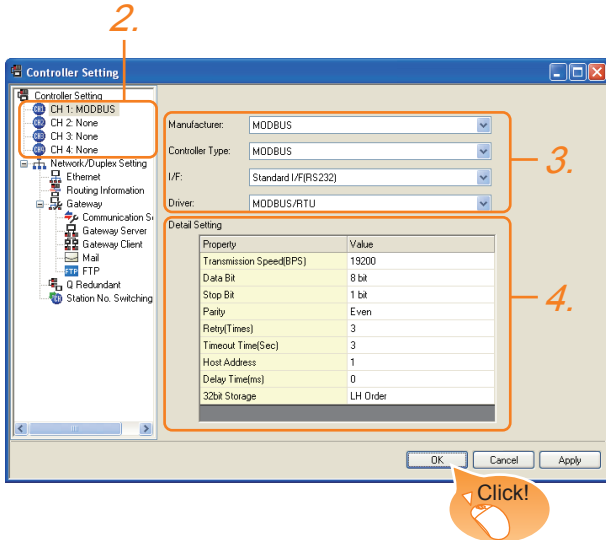 2.
Controller Setting
Controller Setting
CH 1: MODBUS
CH 2: None
CH 3: None
CH 4: None
Network/Duplex Setting
Ethernet
Routing Information
Gateway
Communication S
Gateway Server
Gateway Client
Mail
FTP FTP
Q Redundant
Station No. Switching
Manufacturer: MODBUS
Controller Type: MODBUS
I/F: Standard I/F(RS232)
Driver: MODBUS/RTU
3.
Detail Setting
Property Value
Transmission Speed(BPS) 19200
Data Bit 8 bit
Stop Bit 1 bit
Parity Even
Retry(Times) 3
Timeout Time(Sec) 3
Host Address 1
Delay Time(ms) 0
32bit Storage LH Order
4.
OK Cancel Apply
Click!